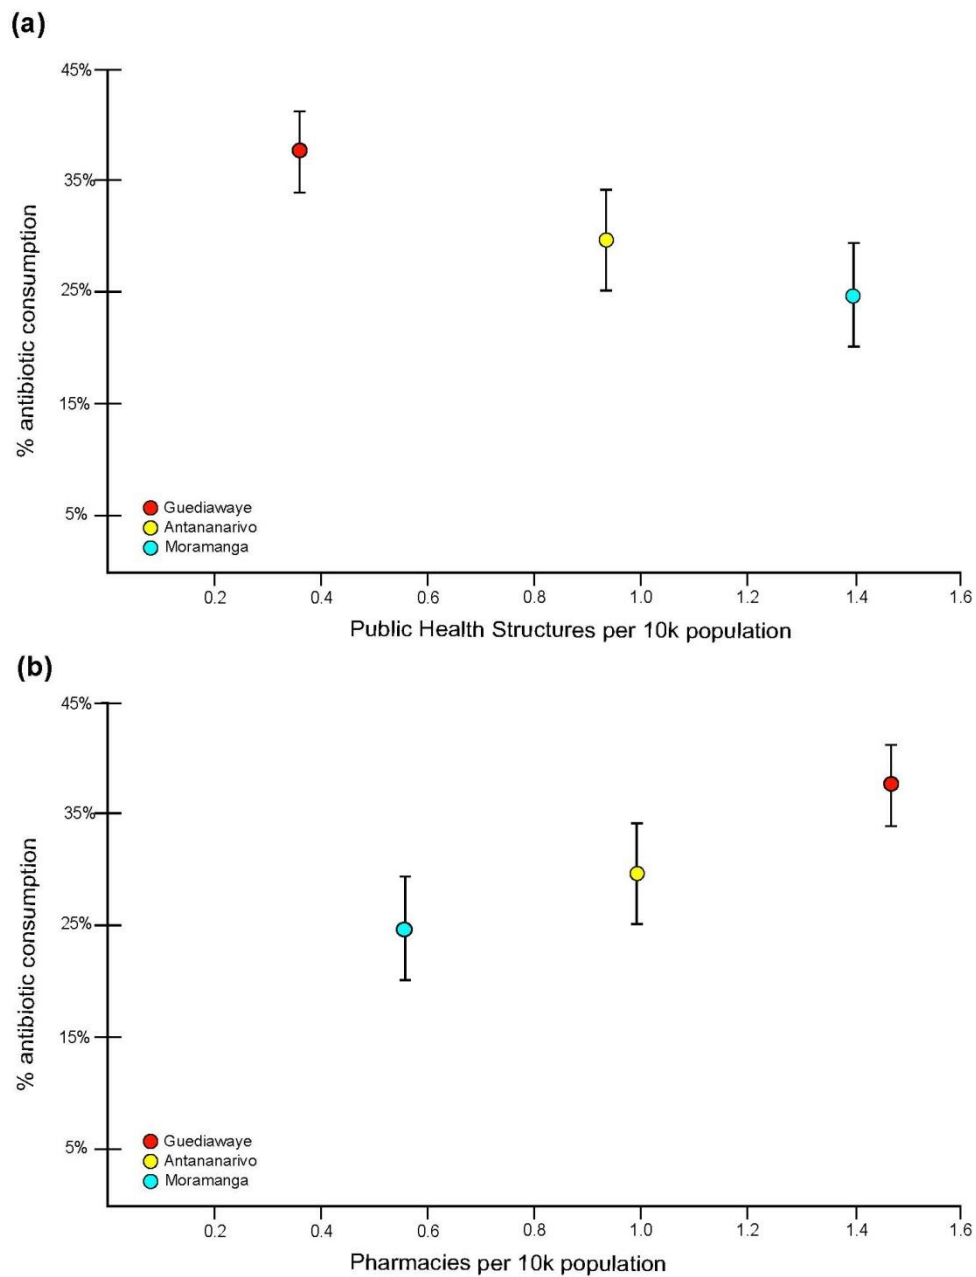 (a)
45%
35%
25%
15%
5%
% antibiotic consumption
Guediawaye
Antananarivo
Moramanga
0.2 0.4 0.6 0.8 1.0 1.2 1.4 1.6
Public Health Structures per 10k population
(b)
45%
35%
25%
15%
5%
% antibiotic consumption
Guediawaye
Antananarivo
Moramanga
0.2 0.4 0.6 0.8 1.0 1.2 1.4 1.6
Pharmacies per 10k population